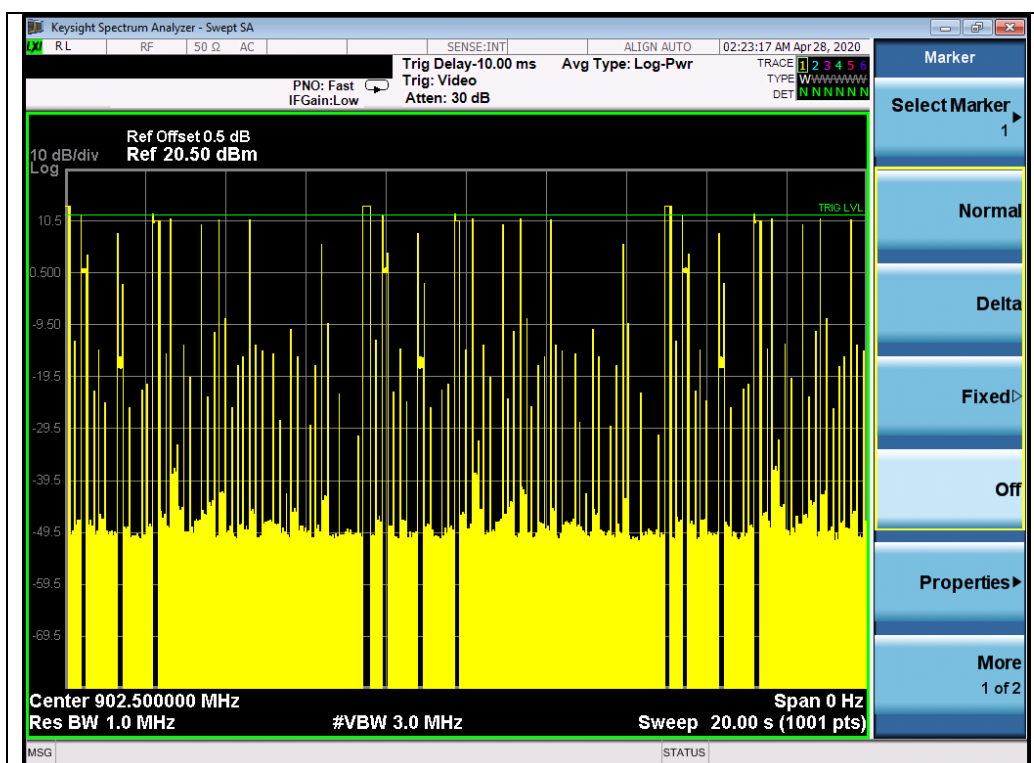 Keysight Spectrum Analyzer - Swept SA
LXI RL RF 50 Ω AC SENSE:INT ALIGN AUTO 02:23:17 AM Apr 28, 2020
Trig Delay-10.00 ms Avg Type: Log-Pwr TRACE 1 2 3 4 5 6
PNO: Fast Trig: Video TYPE WWWWWW
IFGain:Low Atten: 30 dB DET N N N N N N
Ref Offset 0.5 dB
10 dB/div Ref 20.50 dBm
Log
TRIG LVL
10.5
0.500
-9.50
-19.5
-29.5
-39.5
-49.5
-59.5
-69.5
Center 902.500000 MHz Span 0 Hz
Res BW 1.0 MHz #VBW 3.0 MHz Sweep 20.00 s (1001 pts)
MSG STATUS
Marker
Select Marker
1
Normal
Delta
Fixed
Off
Properties
More
1 of 2